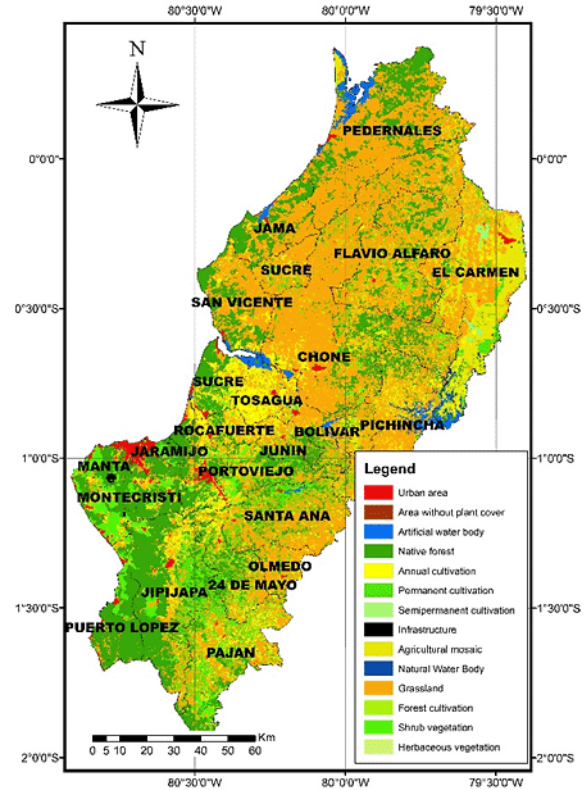 80°30'0"W 80°0'0"W 79°30'0"W
N
PEDERNALES
0°0'0"
0°0'0"
JAMA
FLAVIO ALFARO
SUCRE
EL CARMEN
SAN VICENTE
0°30'0"S
0°30'0"S
CHONE
SUCRE
TOSAGUA
ROCAFUERTE
BOLIVAR
PICHINCHA
JARAMIJO
JUNIN
1°0'0"S
1°0'0"S
MANTA
PORTOVIEJO
MONTECRISTI
SANTA ANA
OLMEDO
24 DE MAYO
JIPIJAPA
1°30'0"S
1°30'0"S
PUERTO LOPEZ
PAJAN
Legend
Urban area
Area without plant cover
Artificial water body
Native forest
Annual cultivation
Pemanent cultivation
Semipermanent cultivation
Infrastructure
Agricultural mosaic
Natural Water Body
Grassland
Forest cultivation
Shrub vegetation
Herbaceous vegetation
Km
0 5 10 20 30 40 50 60
2°0'0"S
2°0'0"S
80°30'0"W 80°0'0"W 79°30'0"W